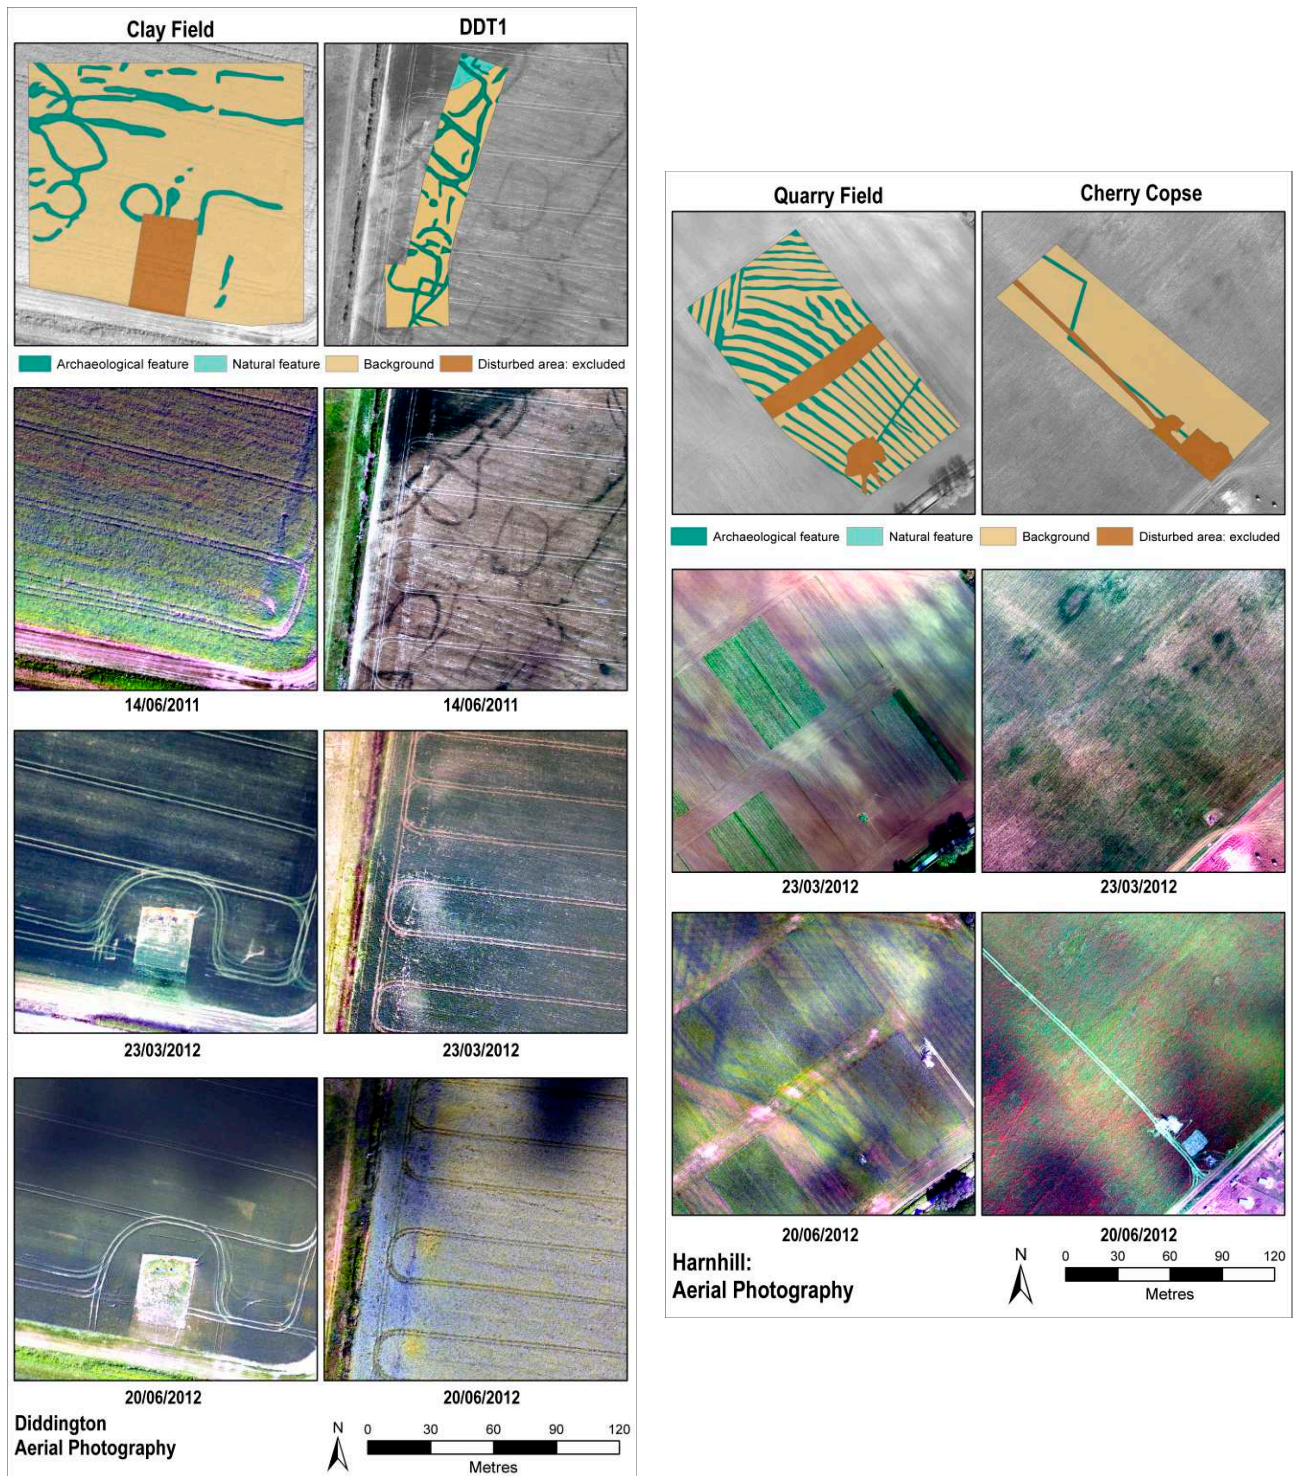 Clay Field
DDT1
Archaeological feature
Natural feature
Background
Disturbed area: excluded
14/06/2011
14/06/2011
23/03/2012
23/03/2012
20/06/2012
20/06/2012
Diddington
Aerial Photography
N
0 30 60 90 120
Metres
Quarry Field
Cherry Copse
Archaeological feature
Natural feature
Background
Disturbed area: excluded
23/03/2012
23/03/2012
20/06/2012
20/06/2012
Harnhill:
Aerial Photography
N
0 30 60 90 120
Metres